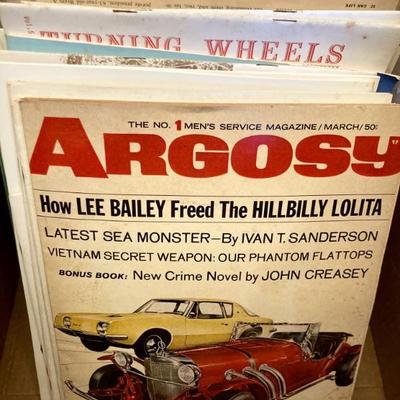 TURNING WHEELS
THE NO. 1 MEN'S SERVICE MAGAZINE/MARCH/50¢
ARGOSY
How LEE BAILEY Freed The HILLBILLY LOLITA
LATEST SEA MONSTER—By IVAN T. SANDERSON
VIETNAM SECRET WEAPON: OUR PHANTOM FLATTOPS
BONUS BOOK: New Crime Novel by JOHN CREASEY